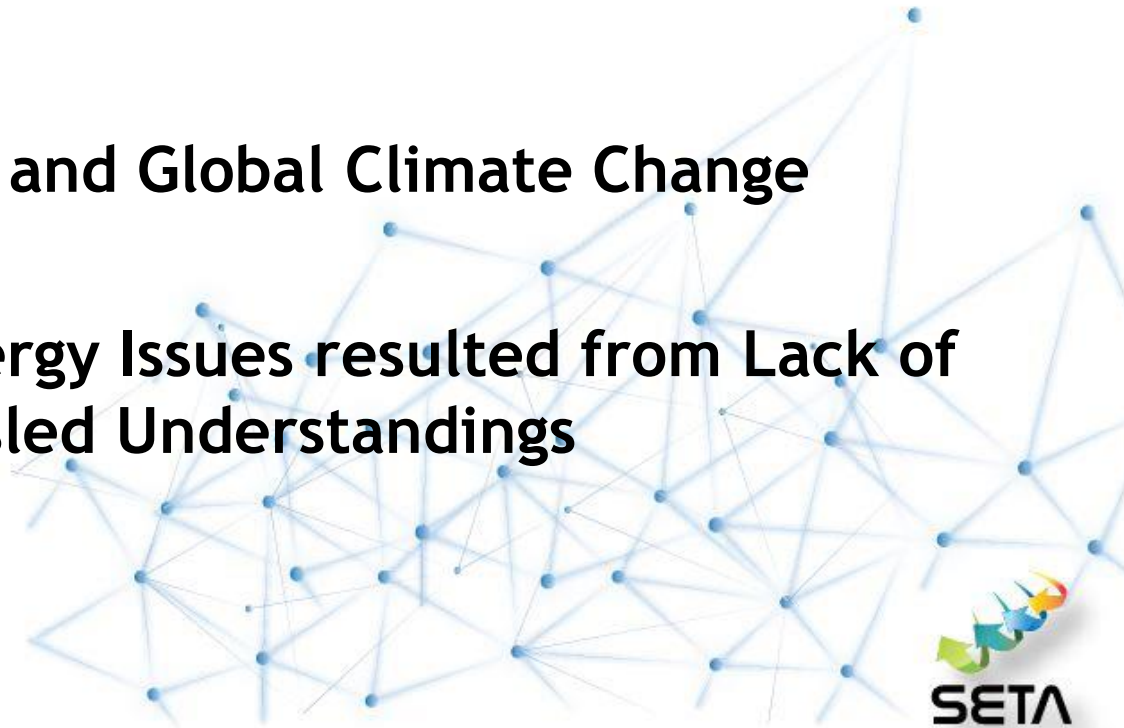 and Global Climate Change
ergy Issues resulted from Lack of
led Understandings
SETA